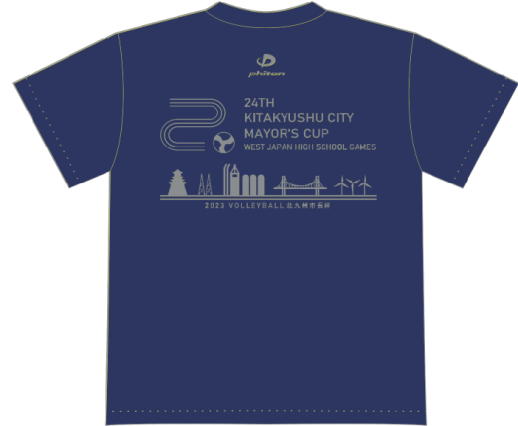 phiten
24TH
KITAKYUSHU CITY
MAYOR'S CUP
WEST JAPAN HIGH SCHOOL GAMES
2023 VOLLEYBALL 北九州市長杯